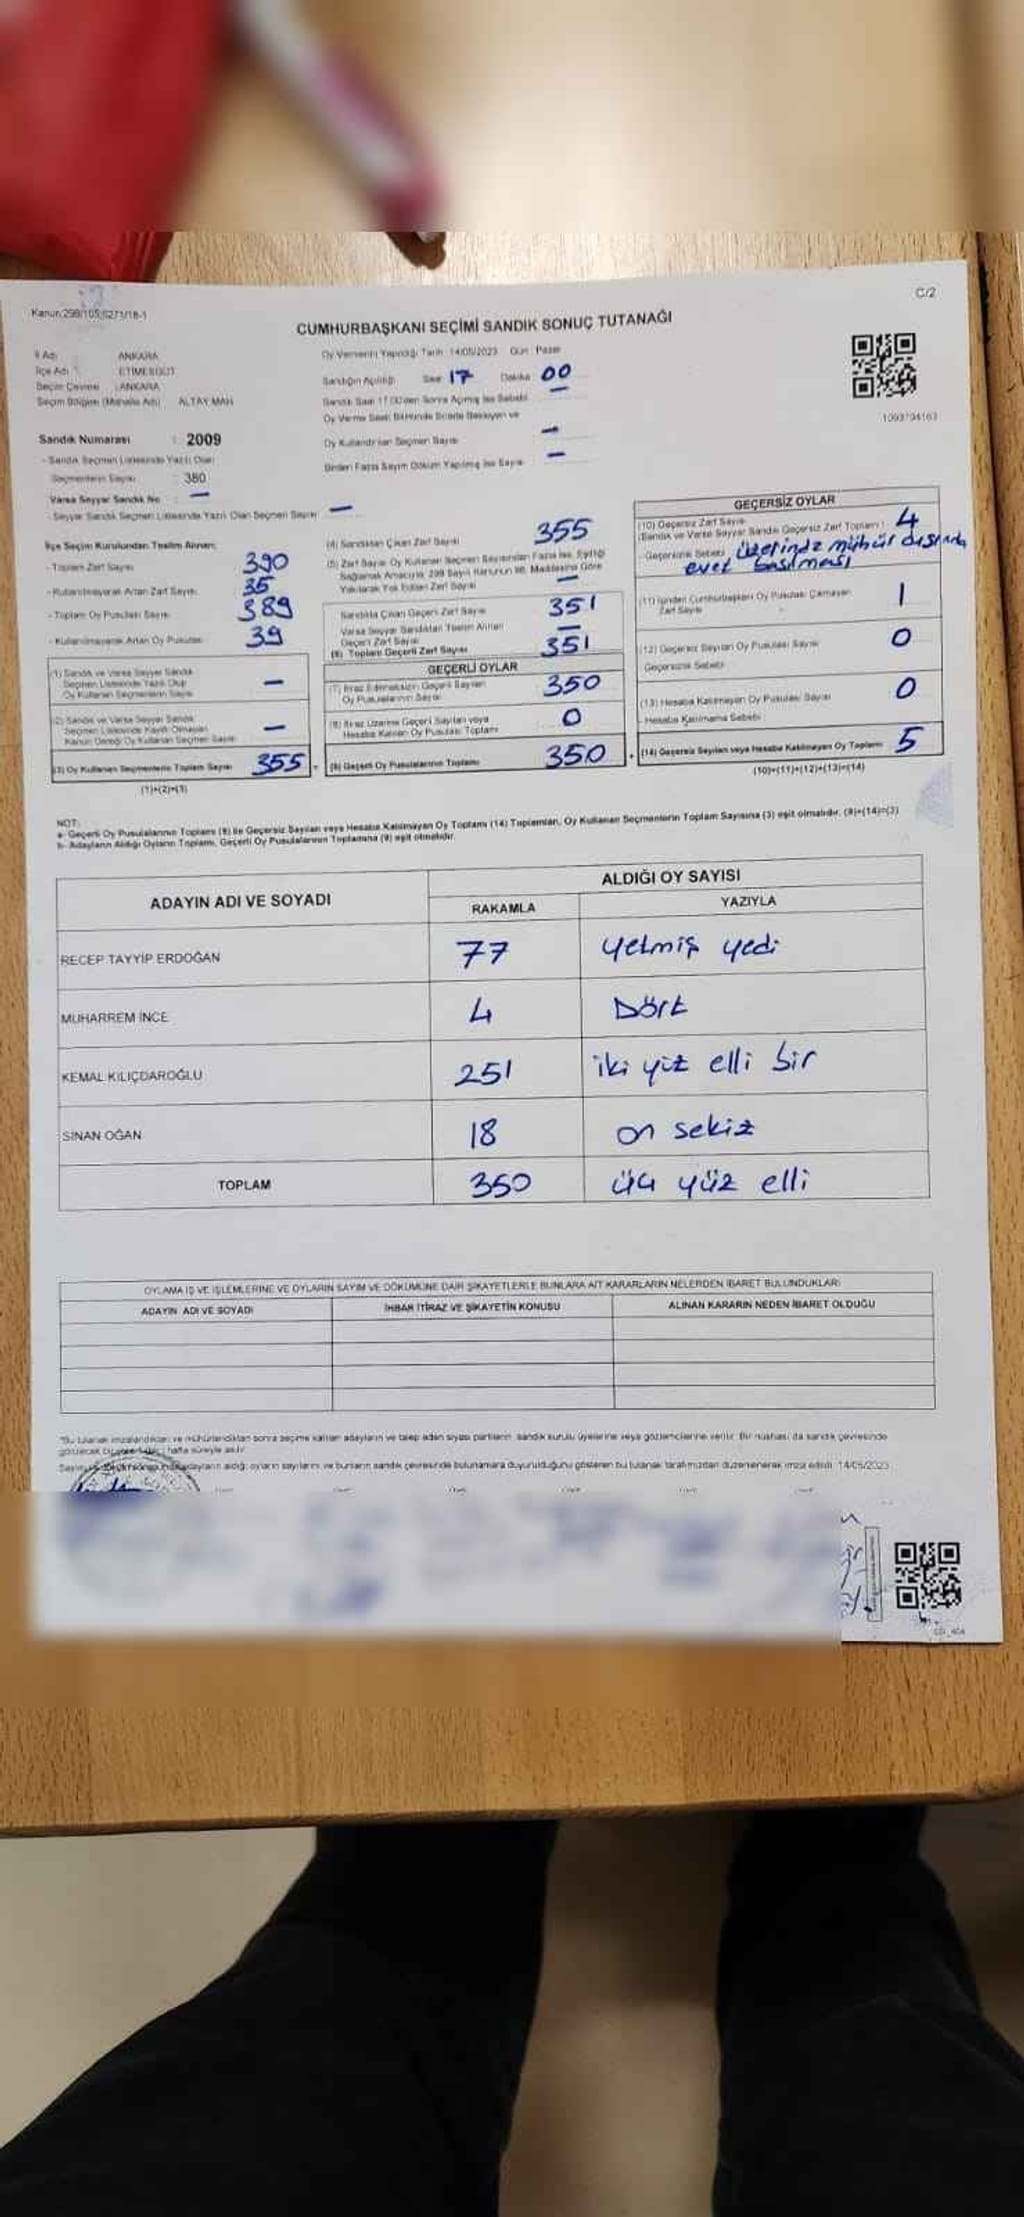 Kanun:298/105,6271/18-1
C/2
CUMHURBAŞKANI SEÇİMİ SANDIK SONUÇ TUTANAĞI
İl Adı ANKARA
İlçe Adı ETİMESGUT
Seçim Çevresi : ANKARA
Seçim Bölgesi (Mahalle Adı) ALTAY MAH.
Sandık Numarası : 2009
- Sandık Seçmen Listesinde Yazılı Olan
Seçmenlerin Sayısı : 380
Varsa Seyyar Sandık No : —
- Seyyar Sandık Seçmen Listesinde Yazılı Olan Seçmen Sayısı —
Oy Vermenin Yapıldığı Tarih : 14/05/2023 Gün : Pazar
Sandığın Açıldığı Saat 17 Dakika 00
Sandık Saat 17.00'den Sonra Açılmış İse Sebebi —
Oy Verme Saati Bitiminde Sırada Bekleyen ve
Oy Kullandırılan Seçmen Sayısı —
Birden Fazla Sayım Döküm Yapılmış İse Sayısı —
1093794163
İlçe Seçim Kurulundan Teslim Alınan;
- Toplam Zarf Sayısı 390
- Kullanılmayarak Artan Zarf Sayısı 35
- Toplam Oy Pusulası Sayısı 389
- Kullanılmayarak Artan Oy Pusulası 39
(1) Sandık ve Varsa Seyyar Sandık
Seçmen Listesinde Yazılı Olup
Oy Kullanan Seçmenlerin Sayısı —
(2) Sandık ve Varsa Seyyar Sandık
Seçmen Listesinde Kayıtlı Olmayan
Kanun Gereği Oy Kullanan Seçmen Sayısı —
(3) Oy Kullanan Seçmenlerin Toplam Sayısı 355
(1)+(2)=(3)
(4) Sandıktan Çıkan Zarf Sayısı 355
(5) Zarf Sayısı Oy Kullanan Seçmen Sayısından Fazla İse, Eşitliği
Sağlamak Amacıyla 298 Sayılı Kanunun 98. Maddesine Göre
Yakılarak Yok Edilen Zarf Sayısı —
Sandıkta Çıkan Geçerli Zarf Sayısı 351
Varsa Seyyar Sandıktan Teslim Alınan
Geçerli Zarf Sayısı —
(6) Toplam Geçerli Zarf Sayısı 351
GEÇERLİ OYLAR
(7) İtiraz Edilmeksizin Geçerli Sayılan
Oy Pusulalarının Sayısı 350
(8) İtiraz Üzerine Geçerli Sayılan veya
Hesaba Katılan Oy Pusulası Toplamı 0
(9) Geçerli Oy Pusulalarının Toplamı 350
GEÇERSİZ OYLAR
(10) Geçersiz Zarf Sayısı
(Sandık ve Varsa Seyyar Sandık Geçersiz Zarf Toplamı) 4
- Geçersizlik Sebebi üzerinde mühür dışında
evet basılması
(11) İçinden Cumhurbaşkanı Oy Pusulası Çıkmayan
Zarf Sayısı 1
(12) Geçersiz Sayılan Oy Pusulası Sayısı 0
Geçersizlik Sebebi
(13) Hesaba Katılmayan Oy Pusulası Sayısı 0
- Hesaba Katılmama Sebebi
(14) Geçersiz Sayılan veya Hesaba Katılmayan Oy Toplamı 5
(10)+(11)+(12)+(13)=(14)
NOT:
a- Geçerli Oy Pusulalarının Toplamı (9) ile Geçersiz Sayılan veya Hesaba Katılmayan Oy Toplamı (14) Toplamları, Oy Kullanan Seçmenlerin Toplam Sayısına (3) eşit olmalıdır. (9)+(14)=(3)
b- Adayların Aldığı Oyların Toplamı, Geçerli Oy Pusulalarının Toplamına (9) eşit olmalıdır.
ADAYIN ADI VE SOYADI
ALDIĞI OY SAYISI
RAKAMLA YAZIYLA
RECEP TAYYİP ERDOĞAN 77 yetmiş yedi
MUHARREM İNCE 4 Dört
KEMAL KILIÇDAROĞLU 251 iki yüz elli bir
SİNAN OĞAN 18 on sekiz
TOPLAM 350 üç yüz elli
OYLAMA İŞ VE İŞLEMLERİNE VE OYLARIN SAYIM VE DÖKÜMÜNE DAİR ŞİKAYETLERLE BUNLARA AİT KARARLARIN NELERDEN İBARET BULUNDUKLARI
ADAYIN ADI VE SOYADI İHBAR İTİRAZ VE ŞİKAYETİN KONUSU ALINAN KARARIN NEDEN İBARET OLDUĞU
*Bu tutanak imzalandıktan ve mühürlendikten sonra seçime katılan adayların ve talep eden siyasi partilerin sandık kurulu üyelerine veya gözlemcilerine verilir. Bir nüshası da sandık çevresinde
hafta süreyle asılır.
adayların aldığı oyların sayılarını ve bunların sandık çevresinde bulunanlara duyurulduğunu gösteren bu tutanak tarafımızdan düzenlenerek imza edildi. 14/05/2023